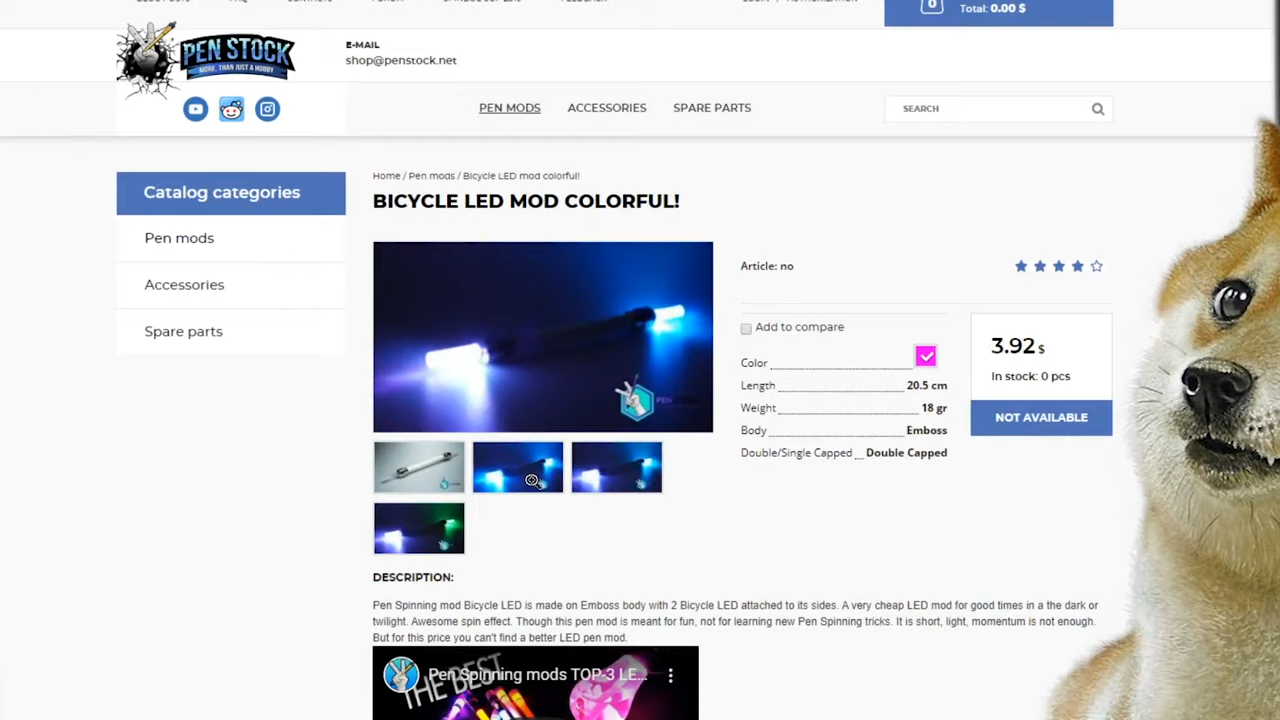 Total: 0.00 $
0
PEN STOCK
MORE, THAN JUST A HOBBY
E-MAIL
shop@penstock.net
PEN MODS
ACCESSORIES
SPARE PARTS
SEARCH
Catalog categories
Pen mods
Accessories
Spare parts
Home / Pen mods / Bicycle LED mod colorful!
BICYCLE LED MOD COLORFUL!
Article: no
Add to compare
Color
Length 20.5 cm
Weight 18 gr
Body Emboss
Double/Single Capped Double Capped
3.92 $
In stock: 0 pcs
NOT AVAILABLE
DESCRIPTION:
Pen Spinning mod Bicycle LED is made on Emboss body with 2 Bicycle LED attached to its sides. A very cheap LED mod for good times in a the dark or
twilight. Awesome spin effect. Though this pen mod is meant for fun, not for learning new Pen Spinning tricks. It is short, light, momentum is not enough.
But for this price you can't find a better LED pen mod.
Pen Spinning mods TOP-3 LE...
THE BEST